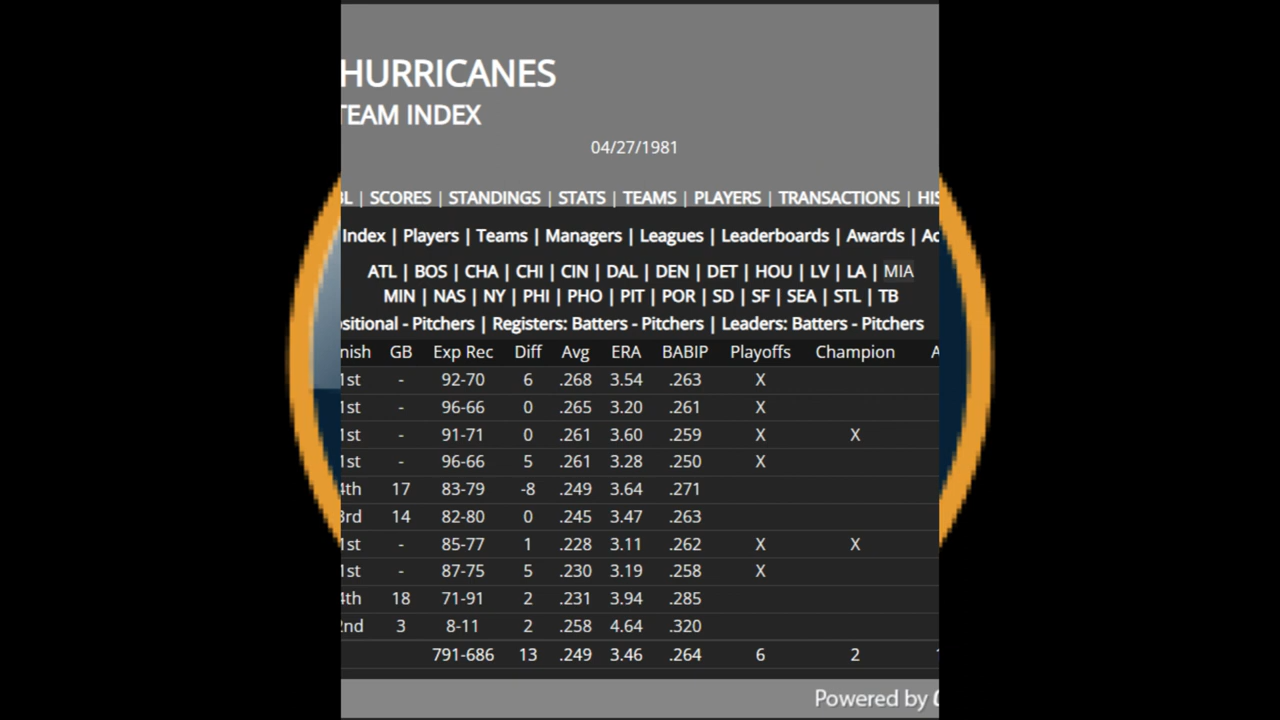 HURRICANES
TEAM INDEX
04/27/1981
BL | SCORES | STANDINGS | STATS | TEAMS | PLAYERS | TRANSACTIONS | HIS
Index | Players | Teams | Managers | Leagues | Leaderboards | Awards | Ac
ATL | BOS | CHA | CHI | CIN | DAL | DEN | DET | HOU | LV | LA | MIA
MIN | NAS | NY | PHI | PHO | PIT | POR | SD | SF | SEA | STL | TB
ositional - Pitchers | Registers: Batters - Pitchers | Leaders: Batters - Pitchers
nish GB Exp Rec Diff Avg ERA BABIP Playoffs Champion A
1st - 92-70 6 .268 3.54 .263 X
1st - 96-66 0 .265 3.20 .261 X
1st - 91-71 0 .261 3.60 .259 X X
1st - 96-66 5 .261 3.28 .250 X
4th 17 83-79 -8 .249 3.64 .271
3rd 14 82-80 0 .245 3.47 .263
1st - 85-77 1 .228 3.11 .262 X X
1st - 87-75 5 .230 3.19 .258 X
4th 18 71-91 2 .231 3.94 .285
2nd 3 8-11 2 .258 4.64 .320
791-686 13 .249 3.46 .264 6 2
Powered by